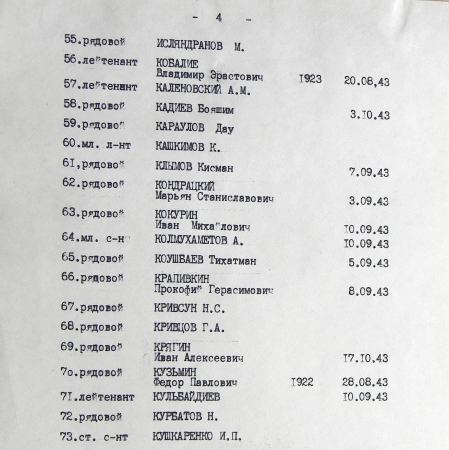 - 4 -
55.рядовой ИСЛЯНДРАНОВ М.
56.лейтенант КОБАЛИЕ
Владимир Эрастович 1923 20.08.43
57.лейтенант КАЛЕНОВСКИЙ А.М.
58.рядовой КАДИЕВ Бояшим 3.10.43
59.рядовой КАРАУЛОВ Дау
60.мл. л-нт КАШКИМОВ К.
61,рядовой КЛЫМОВ Кисман 7.09.43
62.рядовой КОНДРАЦКИЙ
Марьян Станиславович 3.09.43
63.рядовой КОКУРИН
Иван Михайлович 10.09.43
64.мл. с-н КОЛМУХАМЕТОВ А. 10.09.43
65.рядовой КОУШБАЕВ Тихатман 5.09.43
66.рядовой КРАПИВКИН
Прокофий Герасимович 8.09.43
67.рядовой КРИВСУН Н.С.
68.рядовой КРИВЦОВ Г.А.
69.рядовой КРЯГИН
Иван Алексеевич 17.10.43
70.рядовой КУЗЬМИН
Федор Павлович 1922 28.08.43
71.лейтенант КУЛЬБАЙДИЕВ 10.09.43
72.рядовой КУРБАТОВ Н.
73.ст. с-нт КУШКАРЕНКО И.П.